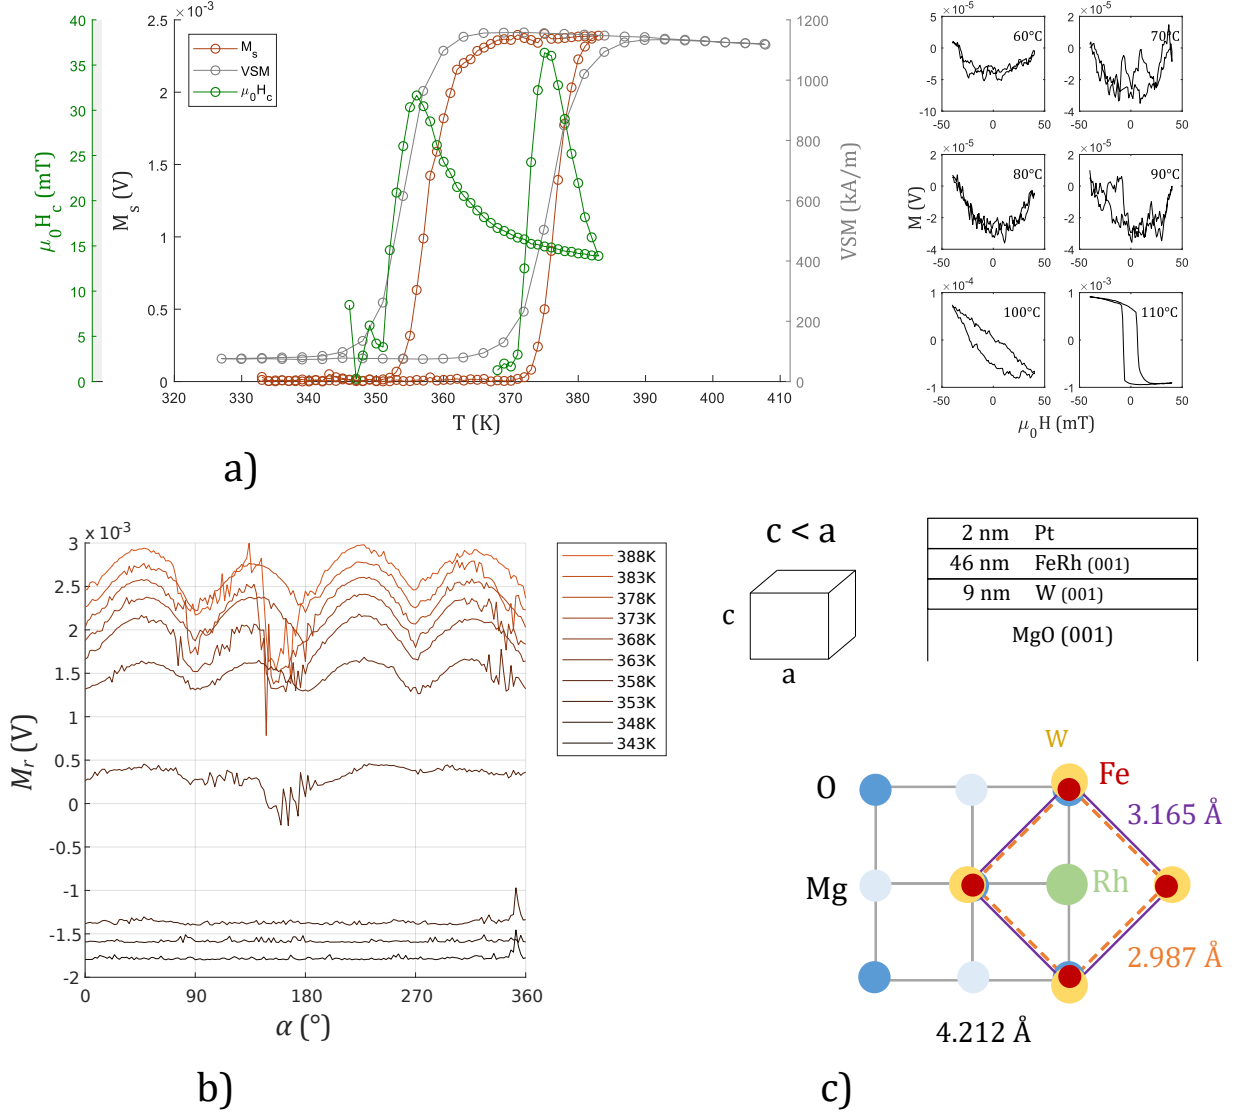 40
35
30
25
20
15
10
5
0
μ₀H_c (mT)
2.5 × 10⁻³
2
1.5
1
0.5
0
M_s (V)
M_s
VSM
μ₀H_c
1200
1000
800
600
400
200
0
VSM (kA/m)
320 330 340 350 360 370 380 390 400 410
T (K)
a)
5 × 10⁻⁵
0
-5
-10
60°C
-50 0 50
2 × 10⁻⁵
0
-2
-4
70°C
-50 0 50
2 × 10⁻⁵
0
-2
-4
80°C
-50 0 50
2 × 10⁻⁵
0
-2
-4
90°C
-50 0 50
M (V)
1 × 10⁻⁴
0
-1
100°C
-50 0 50
1 × 10⁻³
0
-1
110°C
-50 0 50
μ₀H (mT)
× 10⁻³
3
2.5
2
1.5
1
0.5
0
-0.5
-1
-1.5
-2
M_r (V)
0 90 180 270 360
α (°)
388K
383K
378K
373K
368K
363K
358K
353K
348K
343K
b)
c < a
c
a
2 nm Pt
46 nm FeRh (001)
9 nm W (001)
MgO (001)
W
O
Fe
3.165 Å
Mg
Rh
2.987 Å
4.212 Å
c)